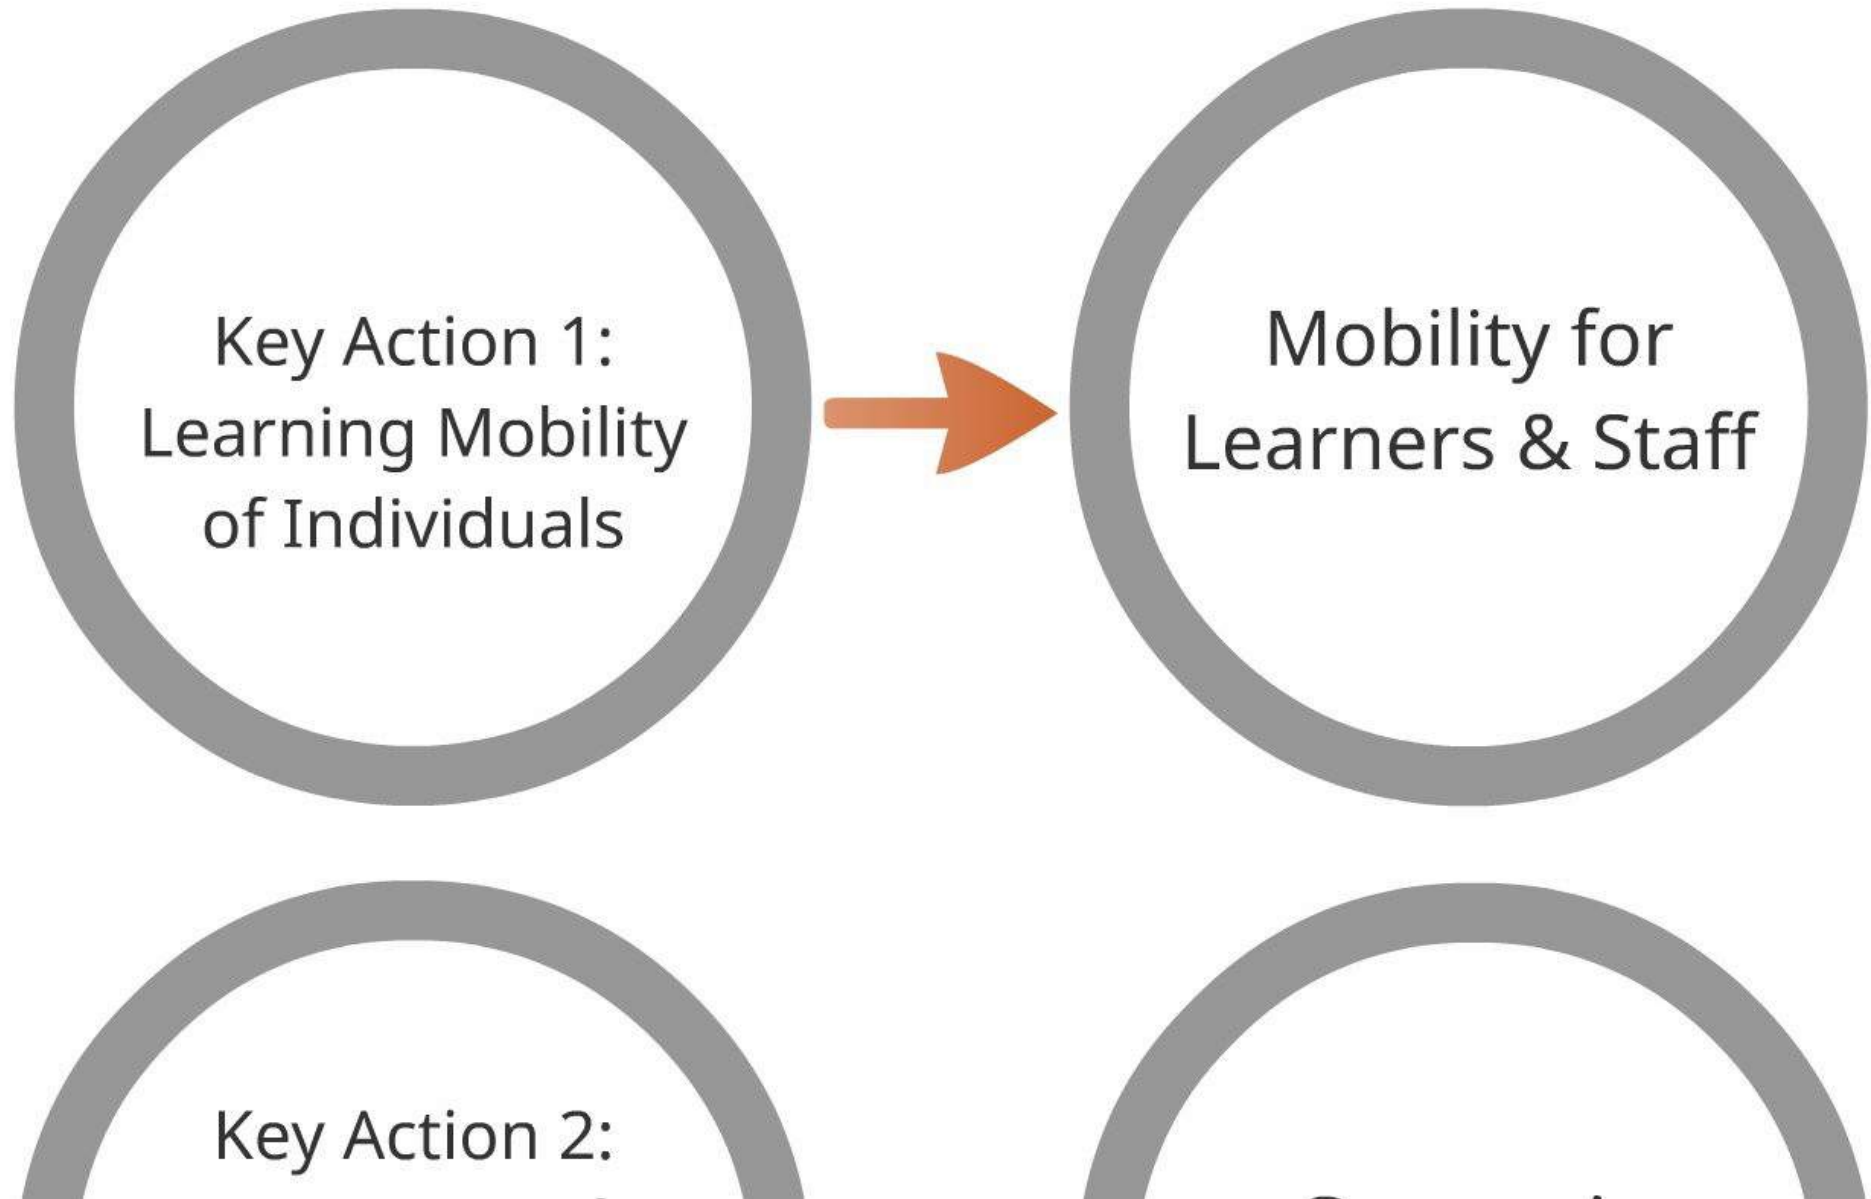 Key Action 1:
Learning Mobility
of Individuals
Mobility for
Learners & Staff
Key Action 2: